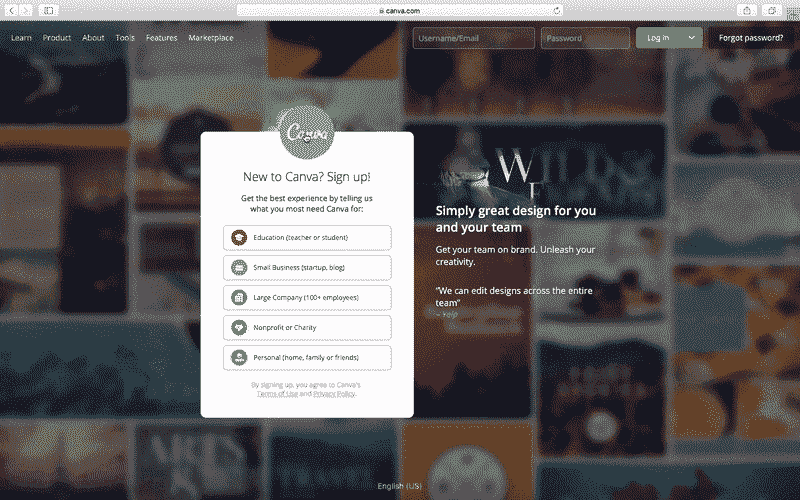 canva.com
Learn Product About Tools Features Marketplace
Username/Email Password Log in Forgot password?
Canva
New to Canva? Sign up!
Get the best experience by telling us
what you most need Canva for:
Education (teacher or student)
Small Business (startup, blog)
Large Company (100+ employees)
Nonprofit or Charity
Personal (home, family or friends)
By signing up, you agree to Canva's
Terms of Use and Privacy Policy.
WILD &
Simply great design for you
and your team
Get your team on brand. Unleash your
creativity.
“We can edit designs across the entire
team”
– Yelp
English (US)